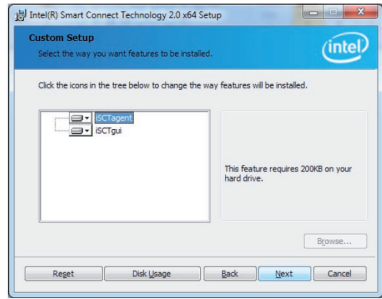 Intel(R) Smart Connect Technology 2.0 x64 Setup
Custom Setup
Select the way you want features to be installed.
intel
Click the icons in the tree below to change the way features will be installed.
iSCTagent
iSCTgui
This feature requires 200KB on your
hard drive.
Browse...
Reset
Disk Usage
Back
Next
Cancel